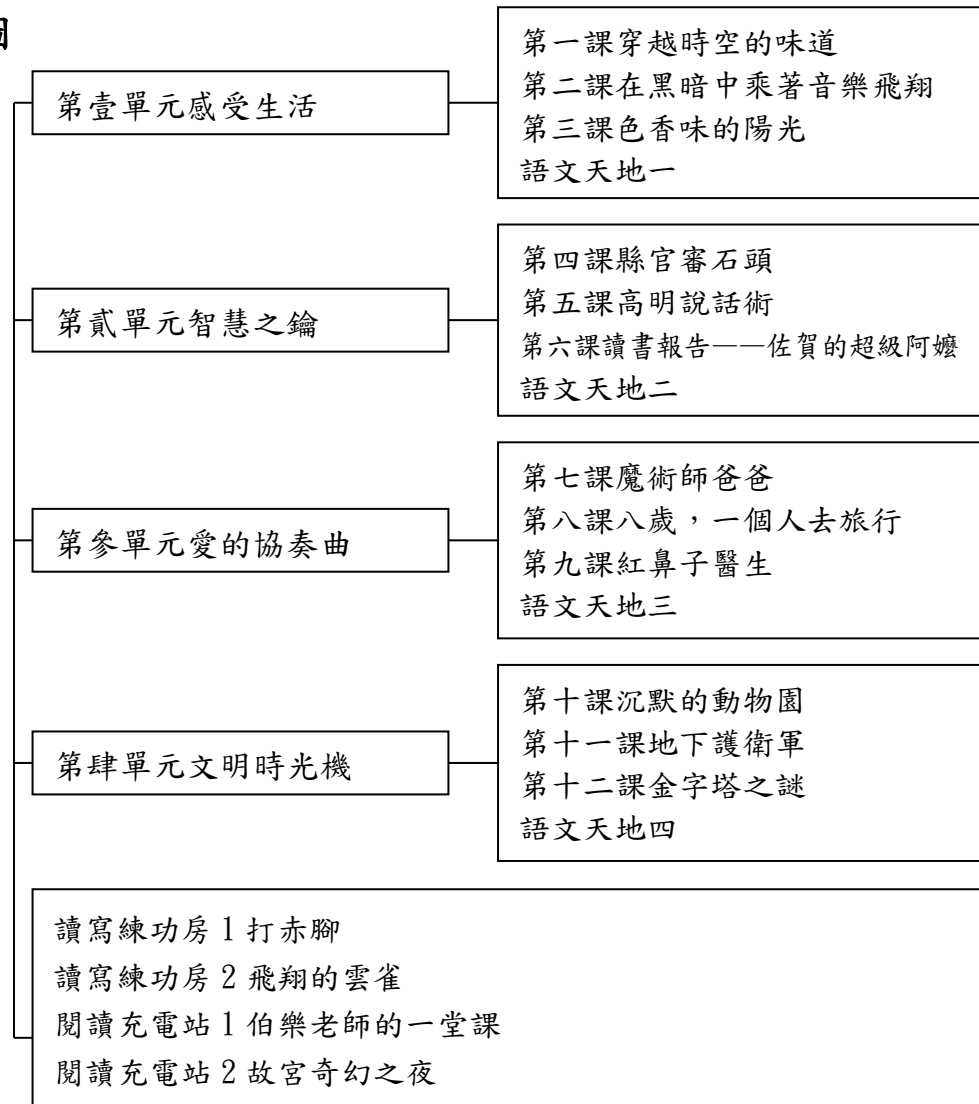 第壹單元感受生活
第一課穿越時空的味道
第二課在黑暗中乘著音樂飛翔
第三課色香味的陽光
語文天地一
第貳單元智慧之鑰
第四課縣官審石頭
第五課高明說話術
第六課讀書報告──佐賀的超級阿嬤
語文天地二
第參單元愛的協奏曲
第七課魔術師爸爸
第八課八歲，一個人去旅行
第九課紅鼻子醫生
語文天地三
第肆單元文明時光機
第十課沉默的動物園
第十一課地下護衛軍
第十二課金字塔之謎
語文天地四
讀寫練功房 1 打赤腳
讀寫練功房 2 飛翔的雲雀
閱讀充電站 1 伯樂老師的一堂課
閱讀充電站 2 故宮奇幻之夜